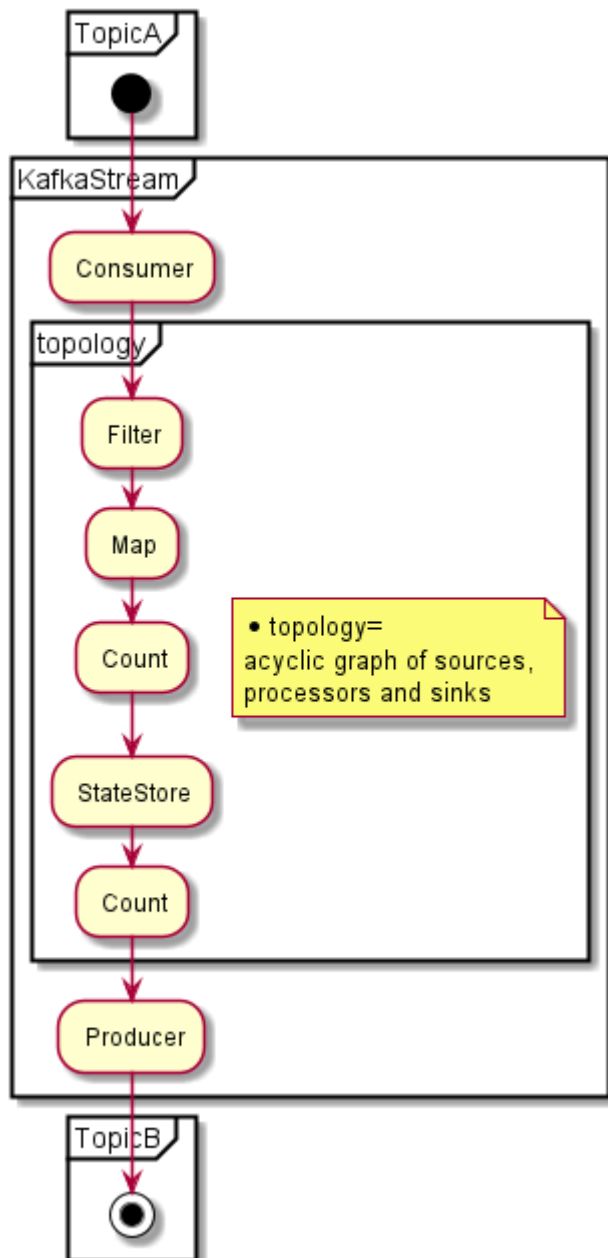 TopicA
KafkaStream
Consumer
topology
Filter
Map
Count
• topology=
acyclic graph of sources,
processors and sinks
StateStore
Count
Producer
TopicB